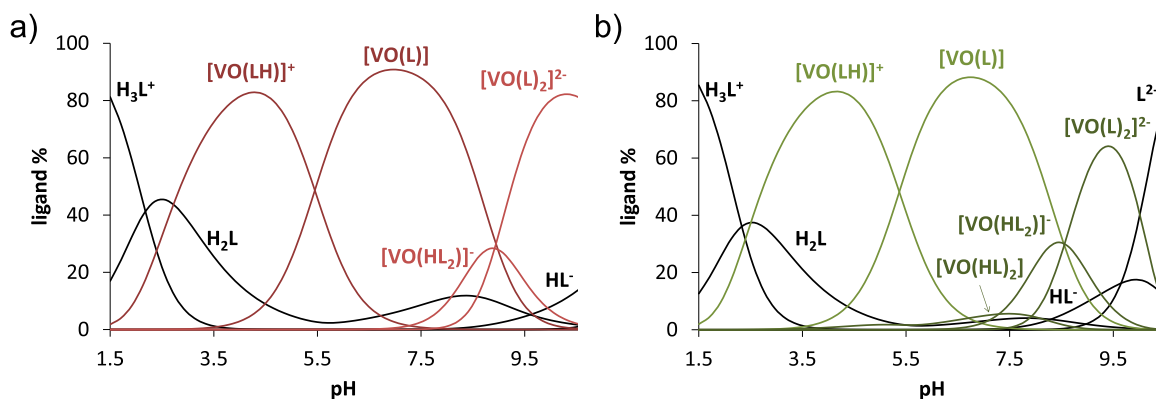 a)
ligand %
100
80
60
40
20
0
H₃L⁺
[VO(LH)]⁺
[VO(L)]
[VO(L)₂]²⁻
H₂L
[VO(HL₂)]⁻
HL⁻
1.5 3.5 5.5 7.5 9.5
pH
b)
ligand %
100
80
60
40
20
0
H₃L⁺
[VO(LH)]⁺
[VO(L)]
L²⁻
[VO(L)₂]²⁻
[VO(HL₂)]⁻
H₂L
[VO(HL)₂]
HL⁻
1.5 3.5 5.5 7.5 9.5
pH